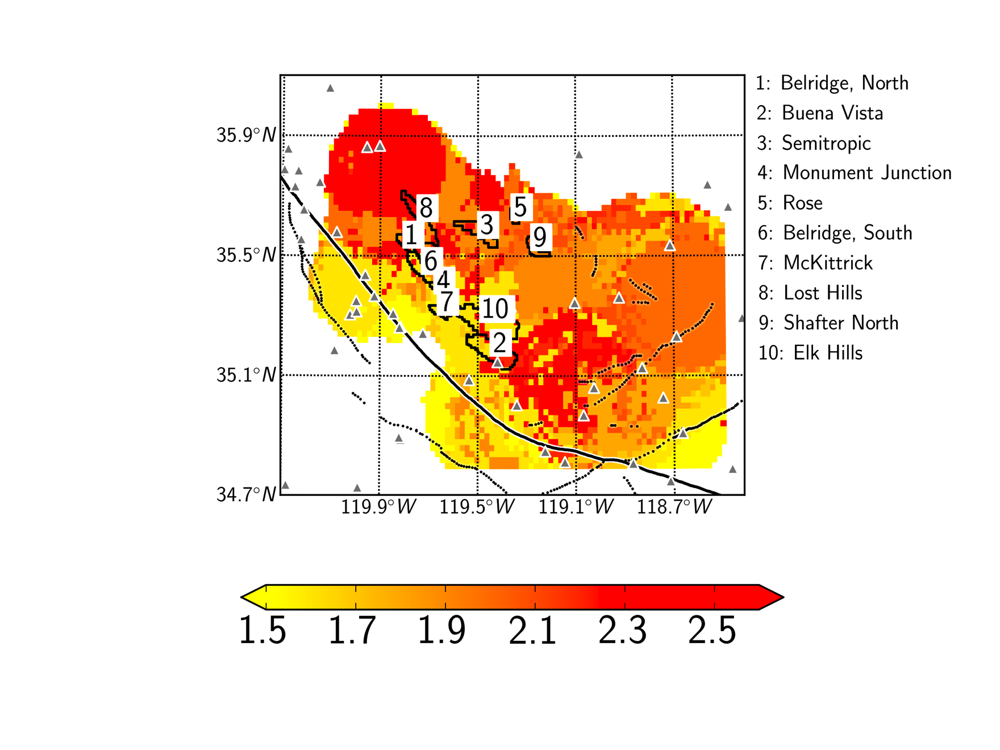 1: Belridge, North
2: Buena Vista
3: Semitropic
4: Monument Junction
5: Rose
6: Belridge, South
7: McKittrick
8: Lost Hills
9: Shafter North
10: Elk Hills
35.9°N
35.5°N
35.1°N
34.7°N
8
5
3
1
9
6
4
7
10
2
119.9°W 119.5°W 119.1°W 118.7°W
1.5 1.7 1.9 2.1 2.3 2.5